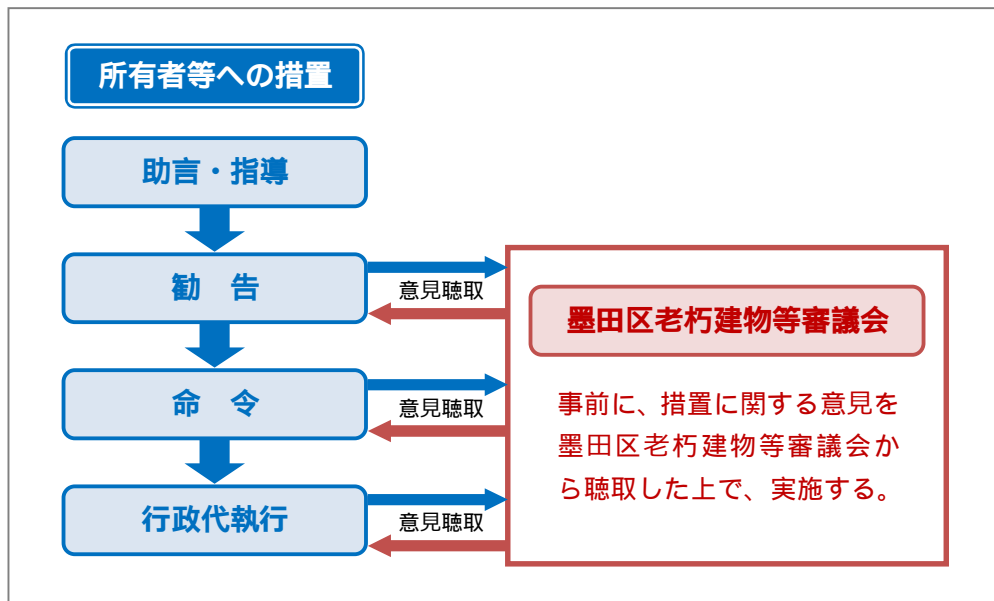 所有者等への措置
助言・指導
勧　告
意見聴取
命　令
意見聴取
行政代執行
意見聴取
墨田区老朽建物等審議会
事前に、措置に関する意見を
墨田区老朽建物等審議会か
ら聴取した上で、実施する。